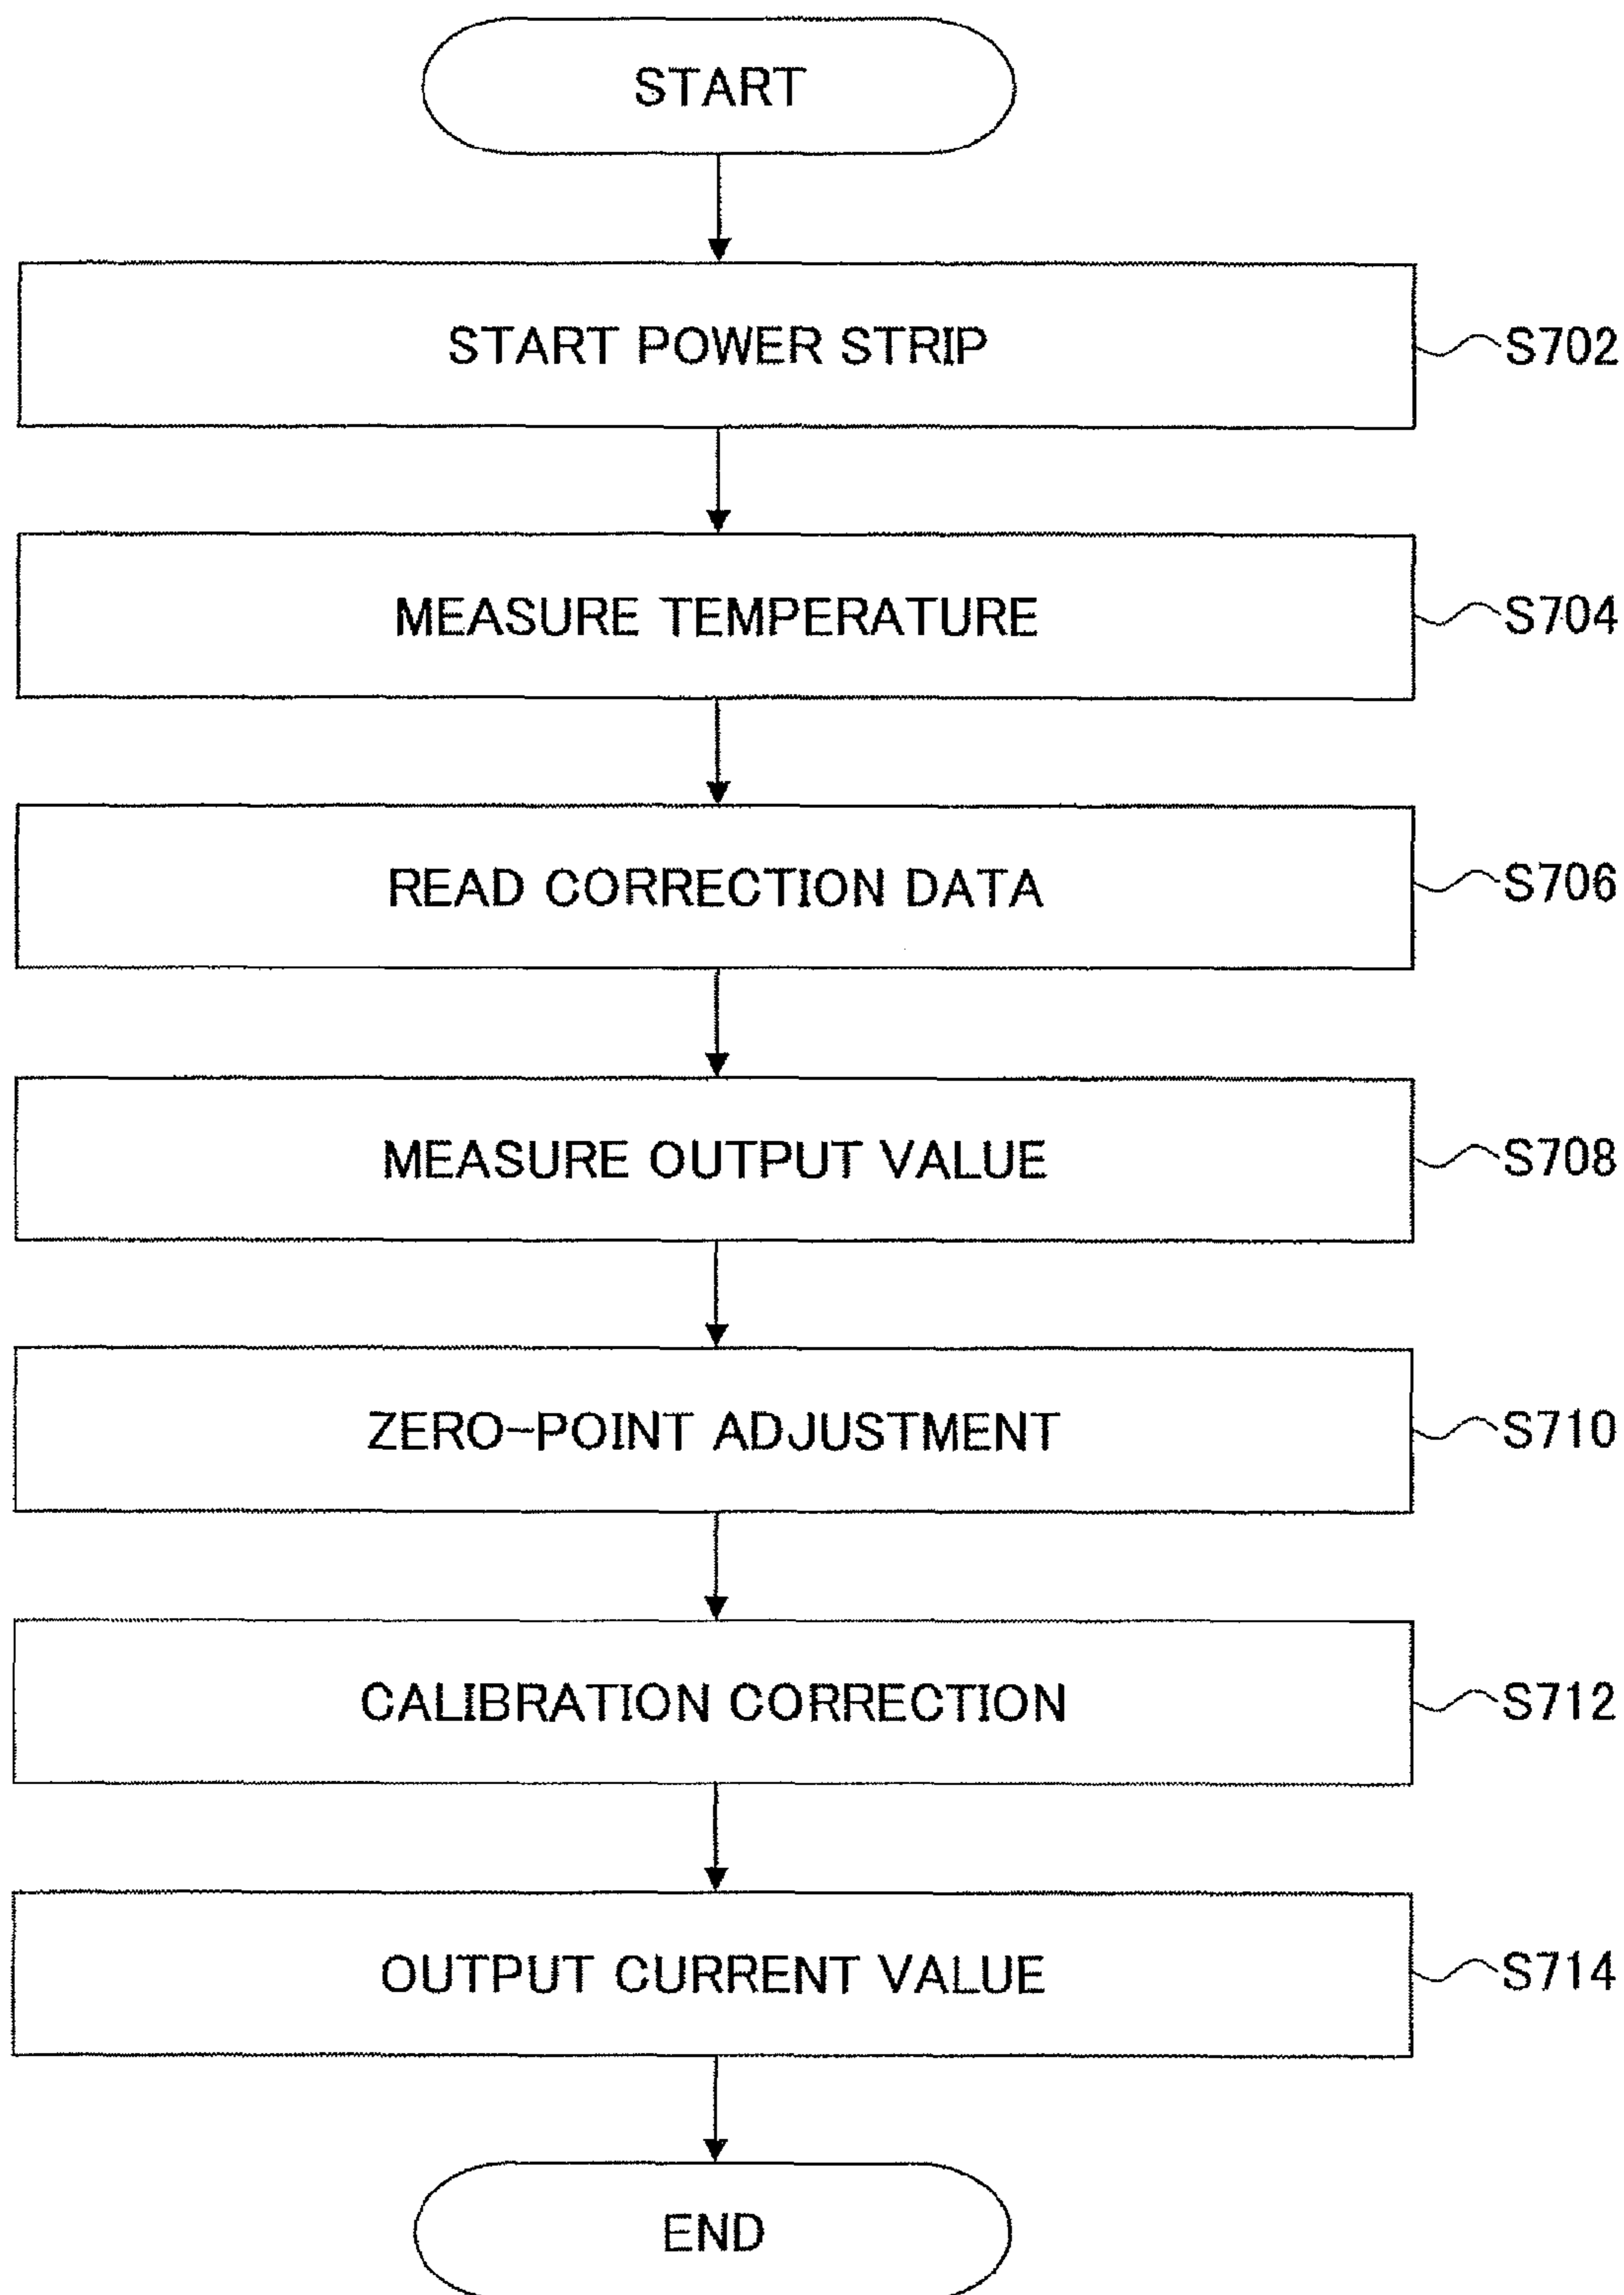 START
START POWER STRIP
S702
MEASURE TEMPERATURE
S704
READ CORRECTION DATA
S706
MEASURE OUTPUT VALUE
S708
ZERO-POINT ADJUSTMENT
S710
CALIBRATION CORRECTION
S712
OUTPUT CURRENT VALUE
S714
END